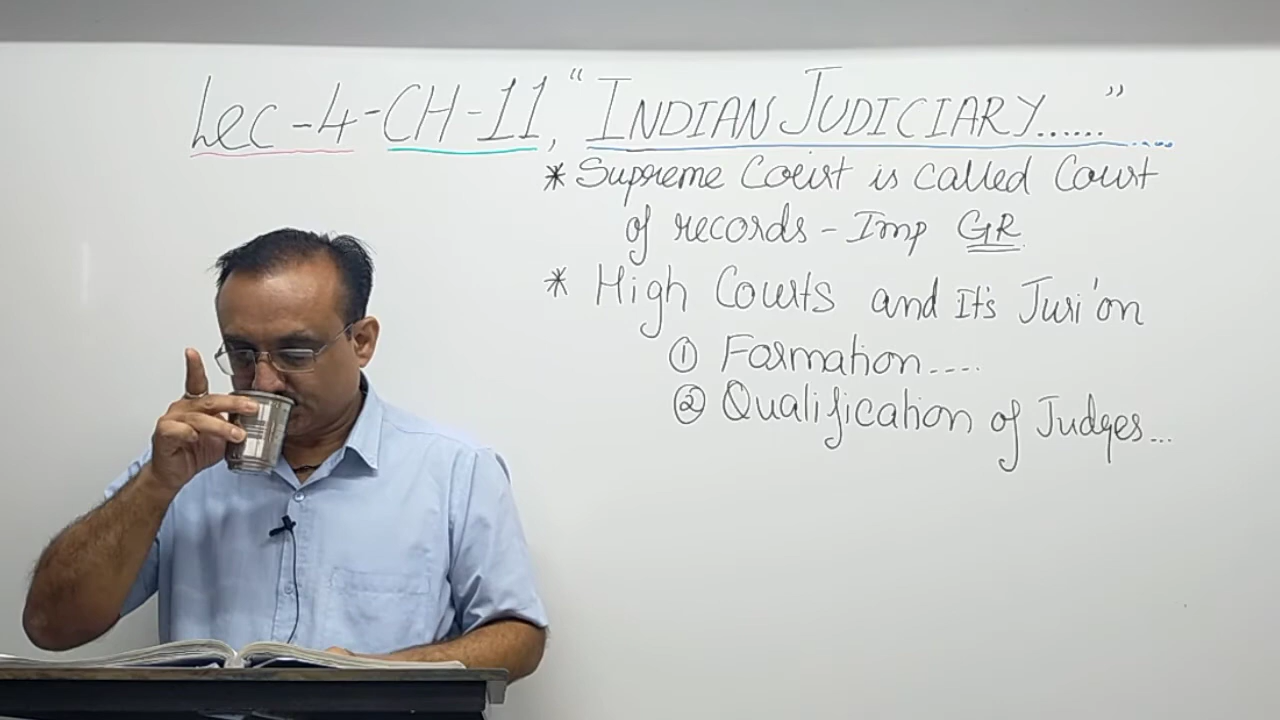 Lec-4-CH-11, "INDIAN JUDICIARY......"
* Supreme Court is called Court
of records - Imp GR
* High Courts and It's Juri'on
① Formation....
② Qualification of Judges...